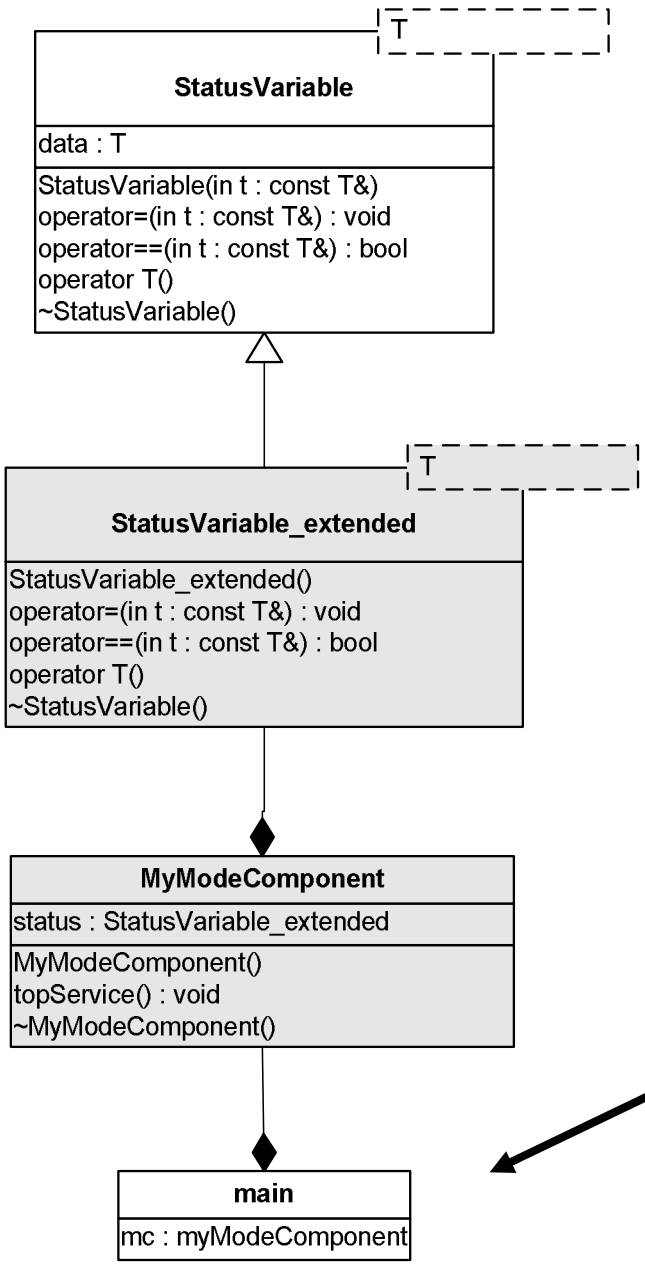 T
StatusVariable
data : T
StatusVariable(in t : const T&)
operator=(in t : const T&) : void
operator==(in t : const T&) : bool
operator T()
~StatusVariable()
T
StatusVariable_extended
StatusVariable_extended()
operator=(in t : const T&) : void
operator==(in t : const T&) : bool
operator T()
~StatusVariable()
MyModeComponent
status : StatusVariable_extended
MyModeComponent()
topService() : void
~MyModeComponent()
main
mc : myModeComponent